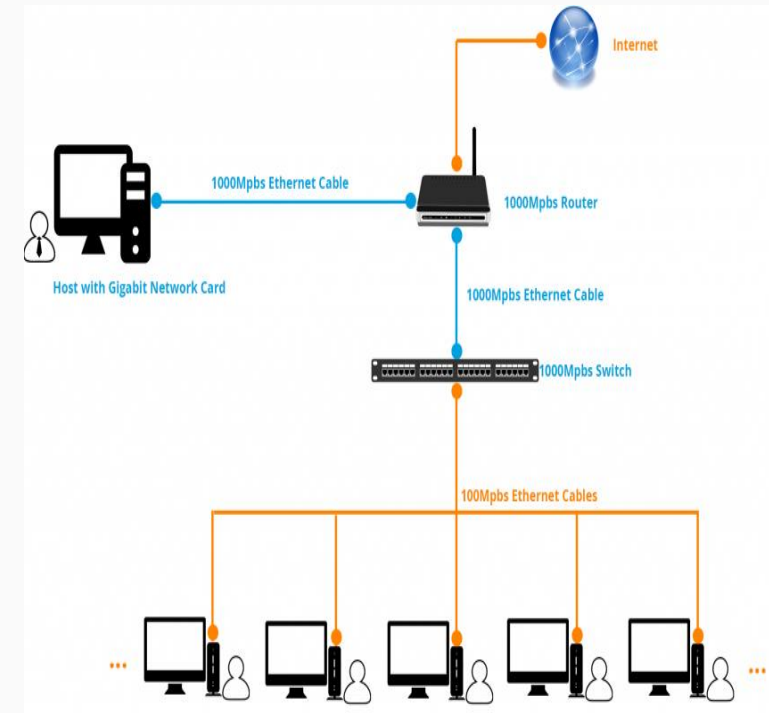 Internet
1000Mpbs Ethernet Cable
1000Mpbs Router
Host with Gigabit Network Card
1000Mpbs Ethernet Cable
1000Mpbs Switch
100Mpbs Ethernet Cables
...
...